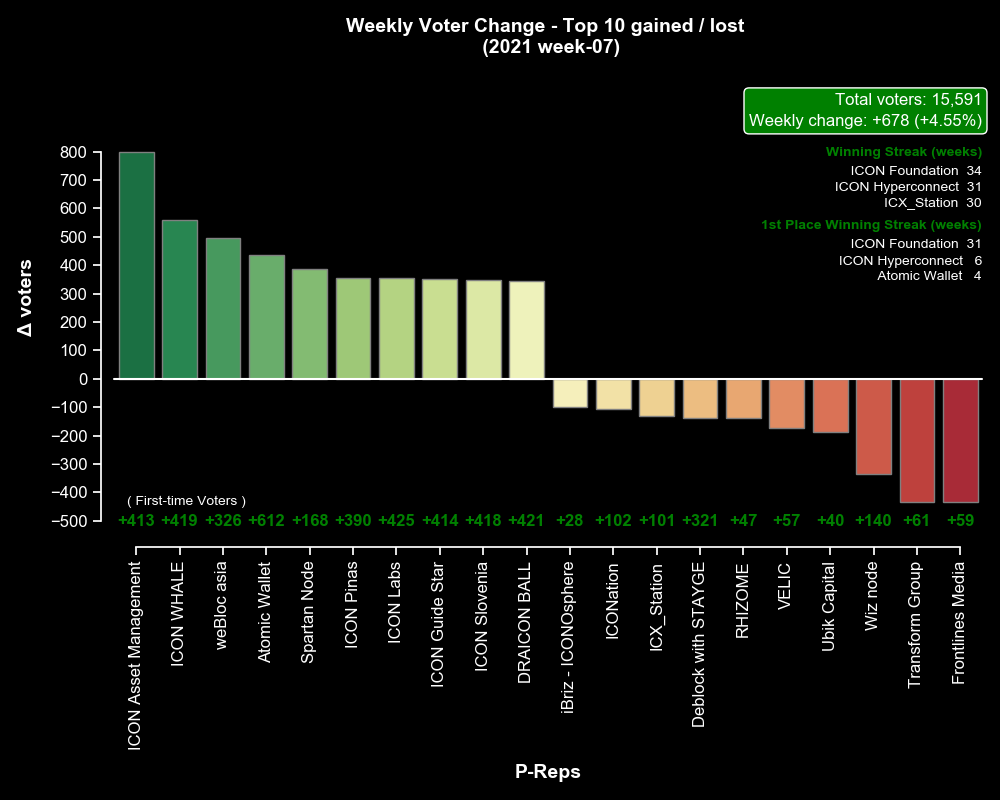 Weekly Voter Change - Top 10 gained / lost
(2021 week-07)
Total voters: 15,591
Weekly change: +678 (+4.55%)
Winning Streak (weeks)
ICON Foundation 34
ICON Hyperconnect 31
ICX_Station 30
1st Place Winning Streak (weeks)
ICON Foundation 31
ICON Hyperconnect 6
Atomic Wallet 4
Δ voters
800
700
600
500
400
300
200
100
0
−100
−200
−300
−400
−500
( First-time Voters )
+413 +419 +326 +612 +168 +390 +425 +414 +418 +421 +28 +102 +101 +321 +47 +57 +40 +140 +61 +59
ICON Asset Management
ICON WHALE
weBloc asia
Atomic Wallet
Spartan Node
ICON Pinas
ICON Labs
ICON Guide Star
ICON Slovenia
DRAICON BALL
iBriz - ICONOsphere
ICONation
ICX_Station
Deblock with STAYGE
RHIZOME
VELIC
Ubik Capital
Wiz node
Transform Group
Frontlines Media
P-Reps